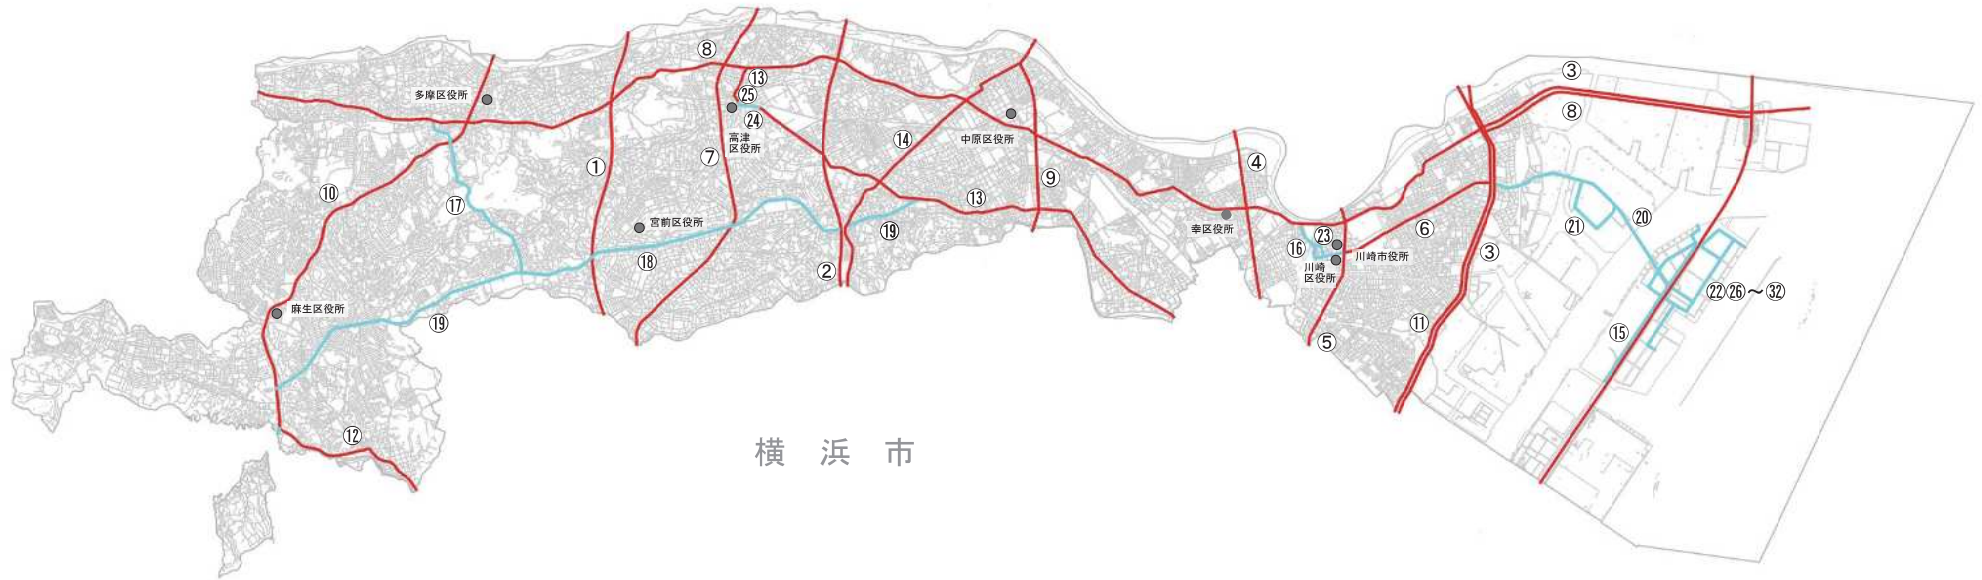 ⑧
③
⑬
多摩区役所
㉕
⑧
㉔
高津
区役所
⑭
中原区役所
①
⑦
④
⑨
⑩
⑰
⑬
宮前区役所
⑲
幸区役所
㉑
⑳
⑥
㉓
⑯
川崎市役所
③
⑱
②
川崎
区役所
麻生区役所
㉒㉖～㉜
⑲
⑪
⑮
⑤
⑫
横浜市